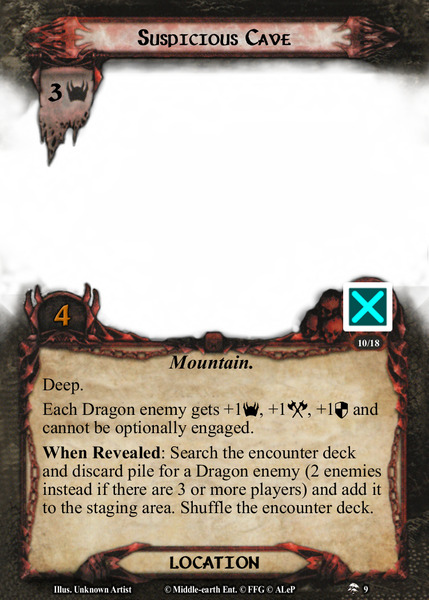 Suspicious Cave
3
4
10/18
Mountain.
Deep.
Each Dragon enemy gets +1, +1, +1 and
cannot be optionally engaged.
When Revealed: Search the encounter deck
and discard pile for a Dragon enemy (2 enemies
instead if there are 3 or more players) and add it
to the staging area. Shuffle the encounter deck.
LOCATION
Illus. Unknown Artist © Middle-earth Ent. © FFG © ALeP 9